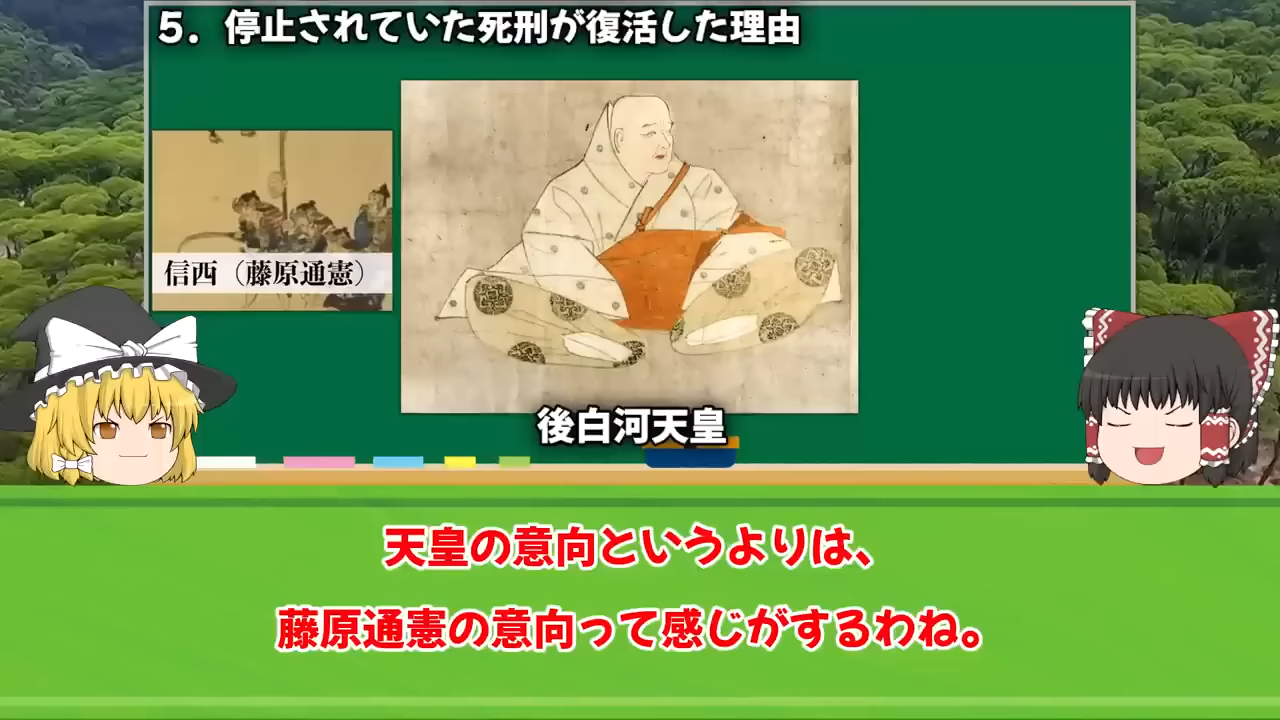 ５．停止されていた死刑が復活した理由
信西（藤原通憲）
後白河天皇
天皇の意向というよりは、
藤原通憲の意向って感じがするわね。